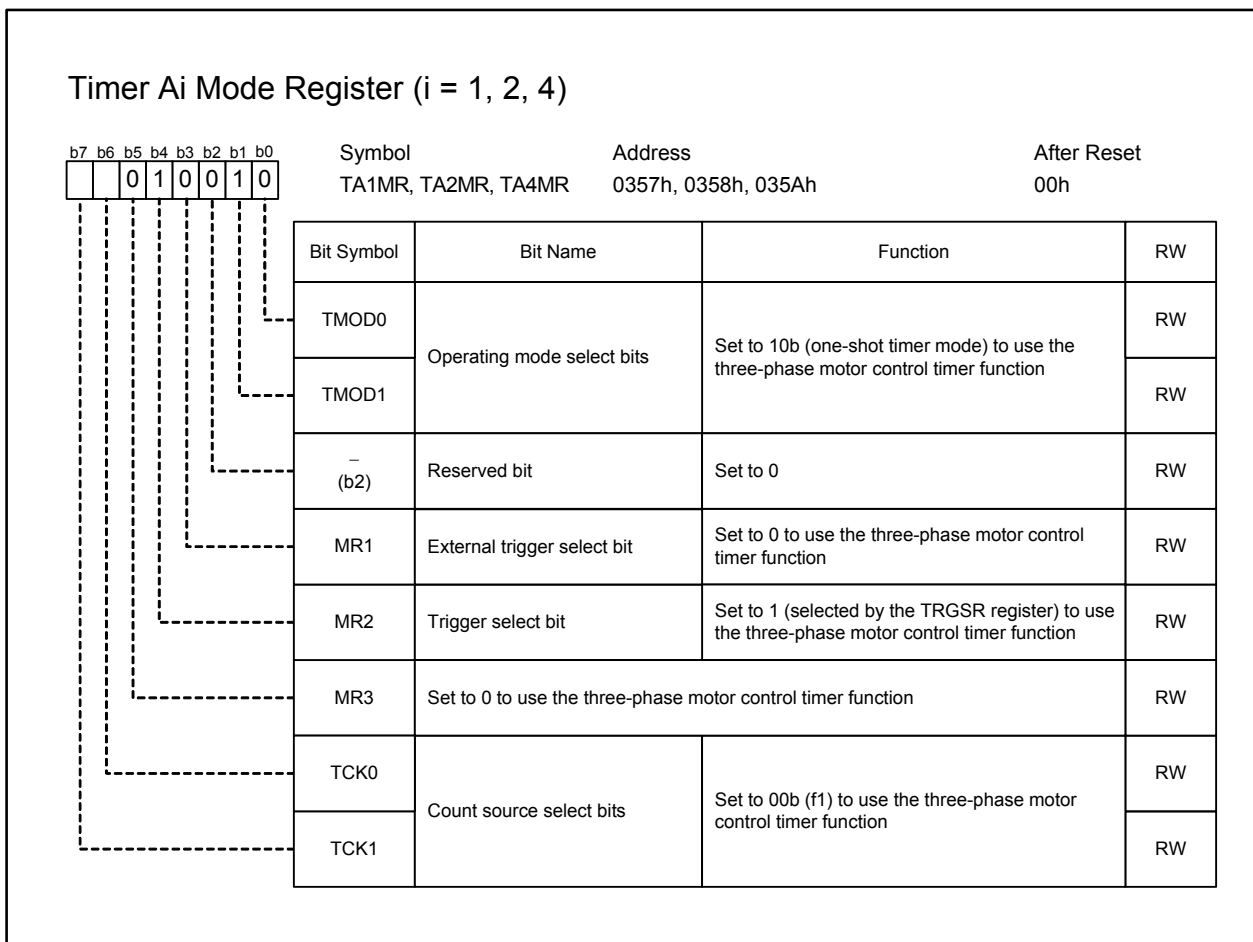 Timer Ai Mode Register (i = 1, 2, 4)
b7 b6 b5 b4 b3 b2 b1 b0
0 1 0 0 1 0
Symbol Address After Reset
TA1MR, TA2MR, TA4MR 0357h, 0358h, 035Ah 00h
Bit Symbol Bit Name Function RW
TMOD0 RW
Operating mode select bits
Set to 10b (one-shot timer mode) to use the
three-phase motor control timer function
TMOD1 RW
–
(b2)
Reserved bit Set to 0 RW
MR1 External trigger select bit
Set to 0 to use the three-phase motor control
timer function
RW
MR2 Trigger select bit
Set to 1 (selected by the TRGSR register) to use
the three-phase motor control timer function
RW
MR3 Set to 0 to use the three-phase motor control timer function RW
TCK0 RW
Count source select bits
Set to 00b (f1) to use the three-phase motor
control timer function
TCK1 RW